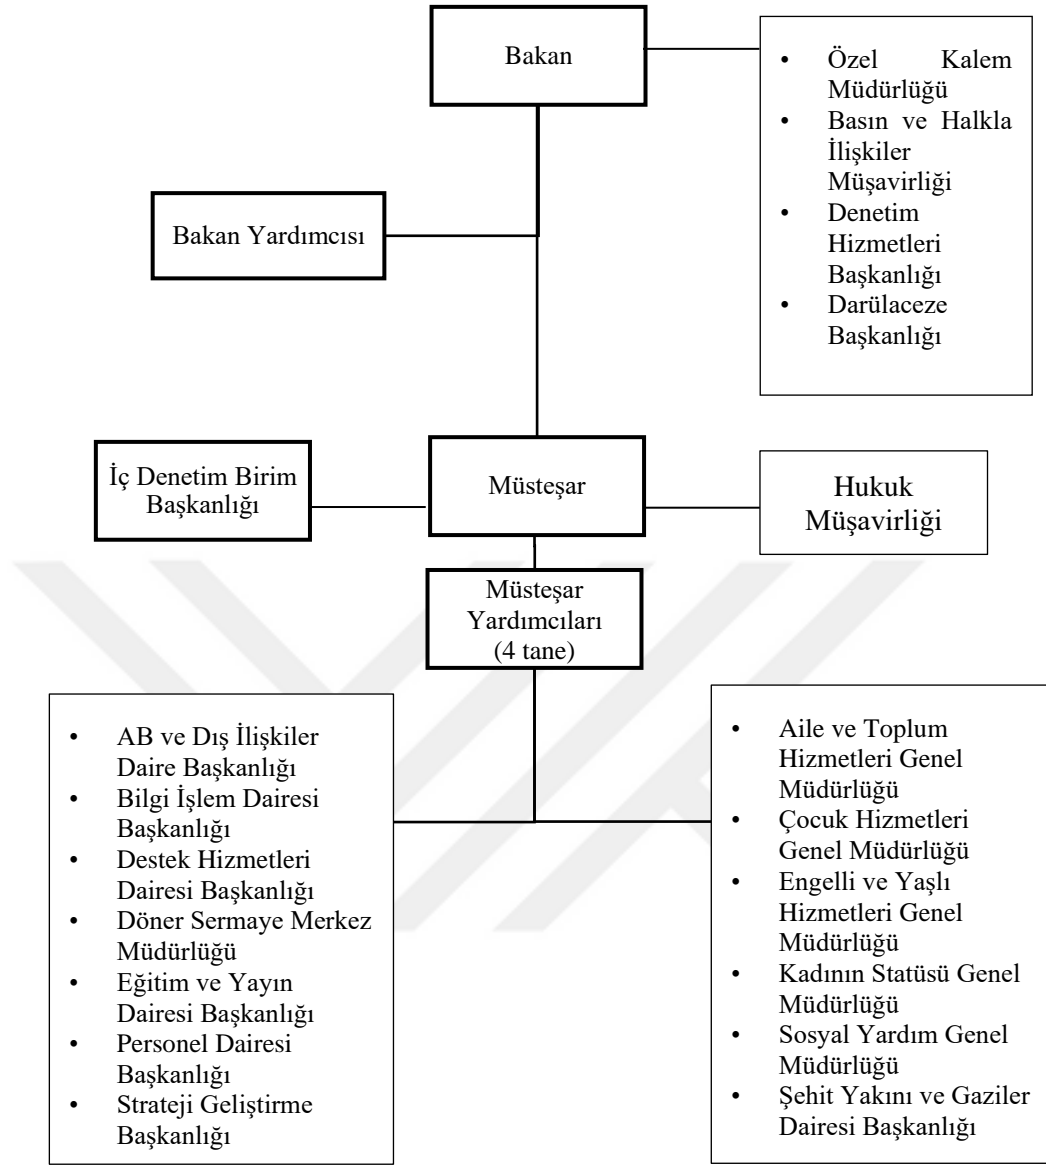 Bakan
• Özel Kalem
Müdürlüğü
• Basın ve Halkla
İlişkiler
Müşavirliği
• Denetim
Hizmetleri
Başkanlığı
• Darülaceze
Başkanlığı
Bakan Yardımcısı
İç Denetim Birim
Başkanlığı
Müsteşar
Hukuk
Müşavirliği
Müsteşar
Yardımcıları
(4 tane)
• AB ve Dış İlişkiler
Daire Başkanlığı
• Bilgi İşlem Dairesi
Başkanlığı
• Destek Hizmetleri
Dairesi Başkanlığı
• Döner Sermaye Merkez
Müdürlüğü
• Eğitim ve Yayın
Dairesi Başkanlığı
• Personel Dairesi
Başkanlığı
• Strateji Geliştirme
Başkanlığı
• Aile ve Toplum
Hizmetleri Genel
Müdürlüğü
• Çocuk Hizmetleri
Genel Müdürlüğü
• Engelli ve Yaşlı
Hizmetleri Genel
Müdürlüğü
• Kadının Statüsü Genel
Müdürlüğü
• Sosyal Yardım Genel
Müdürlüğü
• Şehit Yakını ve Gaziler
Dairesi Başkanlığı